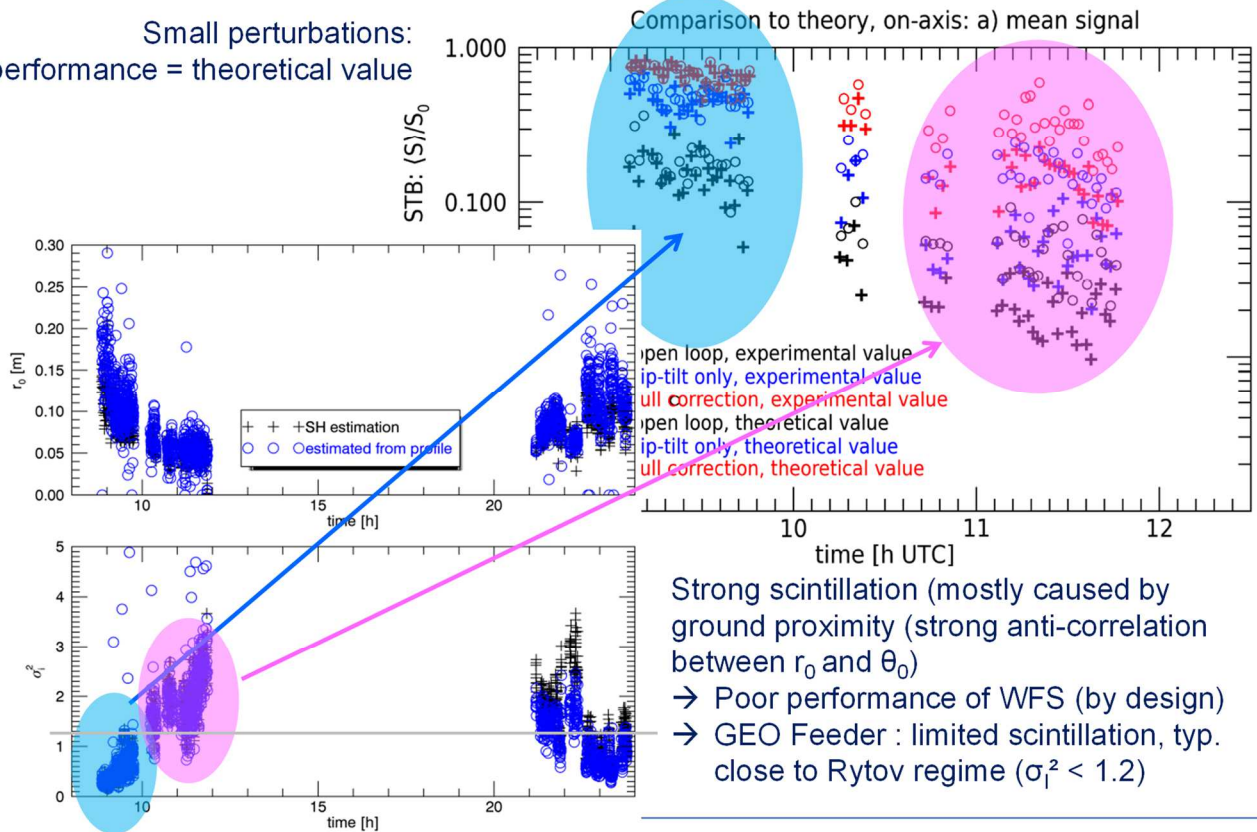 Small perturbations:
performance = theoretical value
Comparison to theory, on-axis: a) mean signal
STB: ⟨S⟩/S₀
1.000
0.100
open loop, experimental value
ip-tilt only, experimental value
ull correction, experimental value
open loop, theoretical value
ip-tilt only, theoretical value
ull correction, theoretical value
10 11 12
time [h UTC]
r₀ [m]
0.30
0.25
0.20
0.15
0.10
0.05
0.00
SH estimation
estimated from profile
10 15 20
time [h]
σᵢ²
5
4
3
2
1
0
10 15 20
time [h]
Strong scintillation (mostly caused by
ground proximity (strong anti-correlation
between r₀ and θ₀)
→ Poor performance of WFS (by design)
→ GEO Feeder : limited scintillation, typ.
close to Rytov regime (σᵢ² < 1.2)